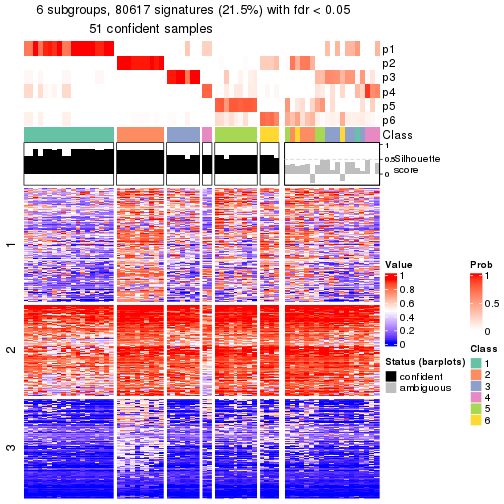 6 subgroups, 80617 signatures (21.5%) with fdr < 0.05
51 confident samples
p1
p2
p3
p4
p5
p6
Class
1
0.5
0
Silhouette
score
1
2
3
Value
1
0.8
0.6
0.4
0.2
0
Status (barplots)
confident
ambiguous
Prob
1
0.5
0
Class
1
2
3
4
5
6